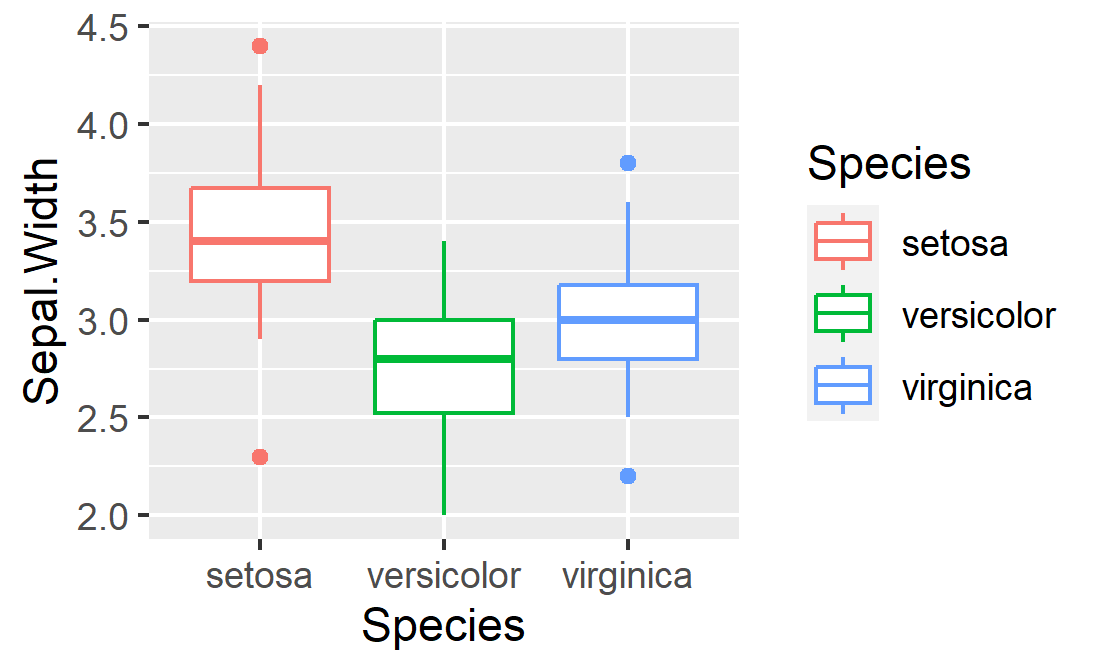 4.5
4.0
3.5
3.0
2.5
2.0
Sepal.Width
setosa versicolor virginica
Species
Species
setosa
versicolor
virginica